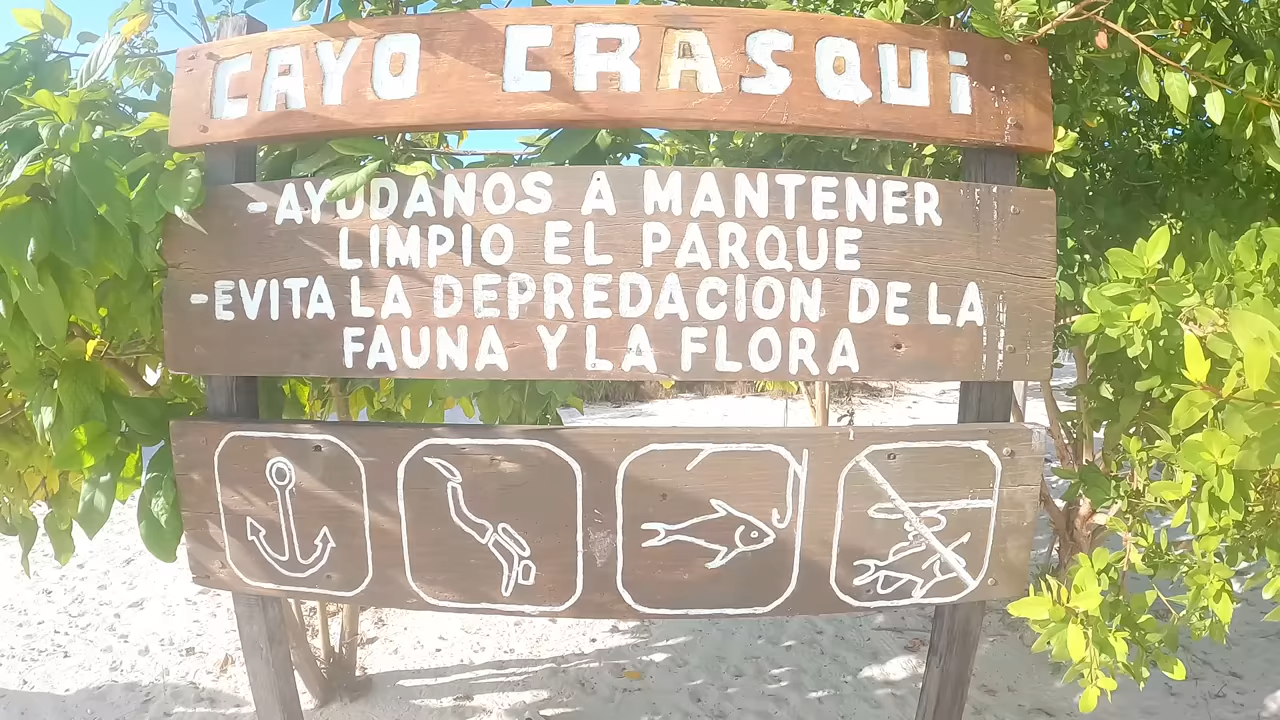 CAYO CRASQUi
-AYUDANOS A MANTENER
LIMPIO EL PARQUE
-EVITA LA DEPREDACION DE LA
FAUNA Y LA FLORA